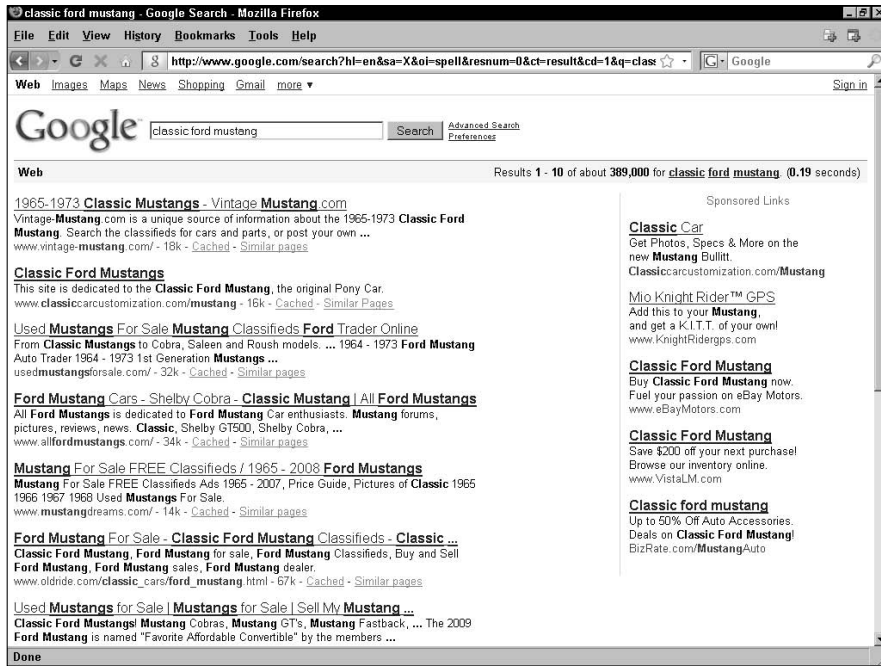 classic ford mustang - Google Search - Mozilla Firefox
File Edit View History Bookmarks Tools Help
http://www.google.com/search?hl=en&sa=X&oi=spell&resnum=0&ct=result&cd=1&q=clas: Google
Web Images Maps News Shopping Gmail more ▼ Sign in
Google classic ford mustang Search Advanced Search
Preferences
Web Results 1 - 10 of about 389,000 for classic ford mustang. (0.19 seconds)
1965-1973 Classic Mustangs - Vintage Mustang.com
Vintage-Mustang.com is a unique source of information about the 1965-1973 Classic Ford
Mustang. Search the classifieds for cars and parts, or post your own ...
www.vintage-mustang.com/ - 18k - Cached - Similar pages
Classic Ford Mustangs
This site is dedicated to the Classic Ford Mustang, the original Pony Car.
www.classiccarcustomization.com/mustang - 16k - Cached - Similar Pages
Used Mustangs For Sale Mustang Classifieds Ford Trader Online
From Classic Mustangs to Cobra, Saleen and Roush models. ... 1964 - 1973 Ford Mustang
Auto Trader 1964 - 1973 1st Generation Mustangs ...
usedmustangsforsale.com/ - 32k - Cached - Similar pages
Ford Mustang Cars - Shelby Cobra - Classic Mustang | All Ford Mustangs
All Ford Mustangs is dedicated to Ford Mustang Car enthusiasts. Mustang forums,
pictures, reviews, news. Classic, Shelby GT500, Shelby Cobra, ...
www.allfordmustangs.com/ - 34k - Cached - Similar pages
Mustang For Sale FREE Classifieds / 1965 - 2008 Ford Mustangs
Mustang For Sale FREE Classifieds Ads 1965 - 2007, Price Guide, Pictures of Classic 1965
1966 1967 1968 Used Mustangs For Sale.
www.mustangdreams.com/ - 14k - Cached - Similar pages
Ford Mustang For Sale - Classic Ford Mustang Classifieds - Classic ...
Classic Ford Mustang, Ford Mustang for sale, Ford Mustang Classifieds, Buy and Sell
Ford Mustang, Ford Mustang sales, Ford Mustang dealer.
www.oldride.com/classic_cars/ford_mustang.html - 67k - Cached - Similar pages
Used Mustangs for Sale | Mustangs for Sale | Sell My Mustang ...
Classic Ford Mustangs! Mustang Cobras, Mustang GT's, Mustang Fastback, ... The 2009
Ford Mustang is named "Favorite Affordable Convertible" by the members ...
Sponsored Links
Classic Car
Get Photos, Specs & More on the
new Mustang Bullitt.
Classiccarcustomization.com/Mustang
Mio Knight Rider™ GPS
Add this to your Mustang,
and get a K.I.T.T. of your own!
www.KnightRidergps.com
Classic Ford Mustang
Buy Classic Ford Mustang now.
Fuel your passion on eBay Motors.
www.eBayMotors.com
Classic Ford Mustang
Save $200 off your next purchase!
Browse our inventory online.
www.VistaLM.com
Classic ford mustang
Up to 50% Off Auto Accessories.
Deals on Classic Ford Mustang!
BizRate.com/MustangAuto
Done